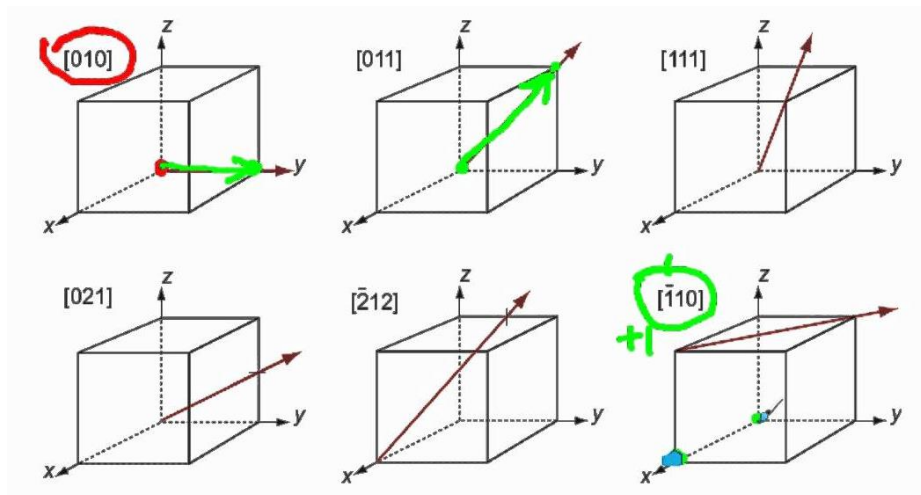 z
[010]
y
x
z
[011]
y
x
z
[111]
y
x
z
[021]
y
x
z
[2̄12]
y
x
z
[1̄10]
+1
y
x